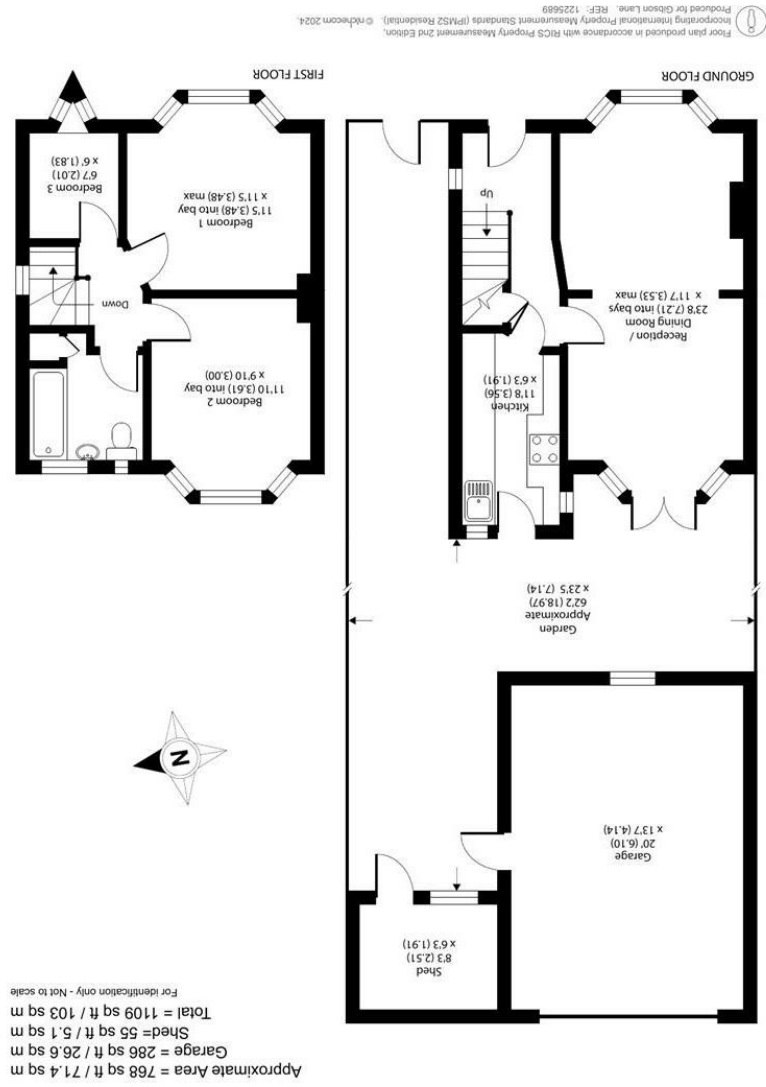 Approximate Area = 768 sq ft / 71.4 sq m
Garage = 286 sq ft / 26.6 sq m
Shed= 55 sq ft / 5.1 sq m
Total = 1109 sq ft / 103 sq m
For identification only - Not to scale
Garage
20' (6.10)
x 13'7 (4.14)
Shed
8'3 (2.51)
x 6'3 (1.91)
N
Garden
Approximate
62'2 (18.97)
x 23'5 (7.14)
Reception /
Dining Room
23'8 (7.21) into bays
x 11'7 (3.53) max
Kitchen
11'8 (3.56)
x 6'3 (1.91)
Up
GROUND FLOOR
Bedroom 2
11'10 (3.61) into bay
x 9'10 (3.00)
Down
Bedroom 1
11'5 (3.48) into bay
x 11'5 (3.48) max
Bedroom 3
6'7 (2.01)
x 6' (1.83)
FIRST FLOOR
Floor plan produced in accordance with RICS Property Measurement 2nd Edition,
Incorporating International Property Measurement Standards (IPMS2 Residential). © nichecom 2024.
Produced for Gibson Lane. REF: 1225689